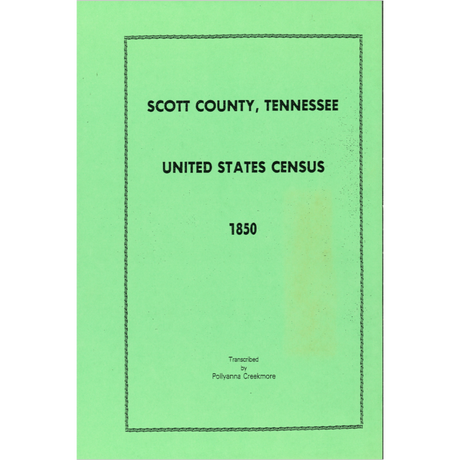 SCOTT COUNTY, TENNESSEE
UNITED STATES CENSUS
1850
Transcribed
by
Pollyanna Creekmore